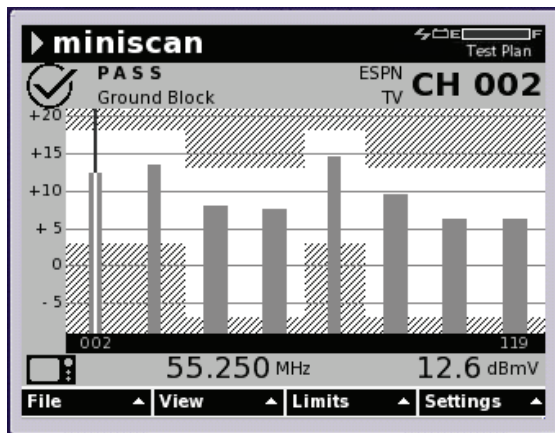 miniscan
E F
Test Plan
PASS
Ground Block
ESPN
TV
CH 002
+20
+15
+10
+ 5
0
- 5
002
119
55.250 MHz
12.6 dBmV
File
View
Limits
Settings